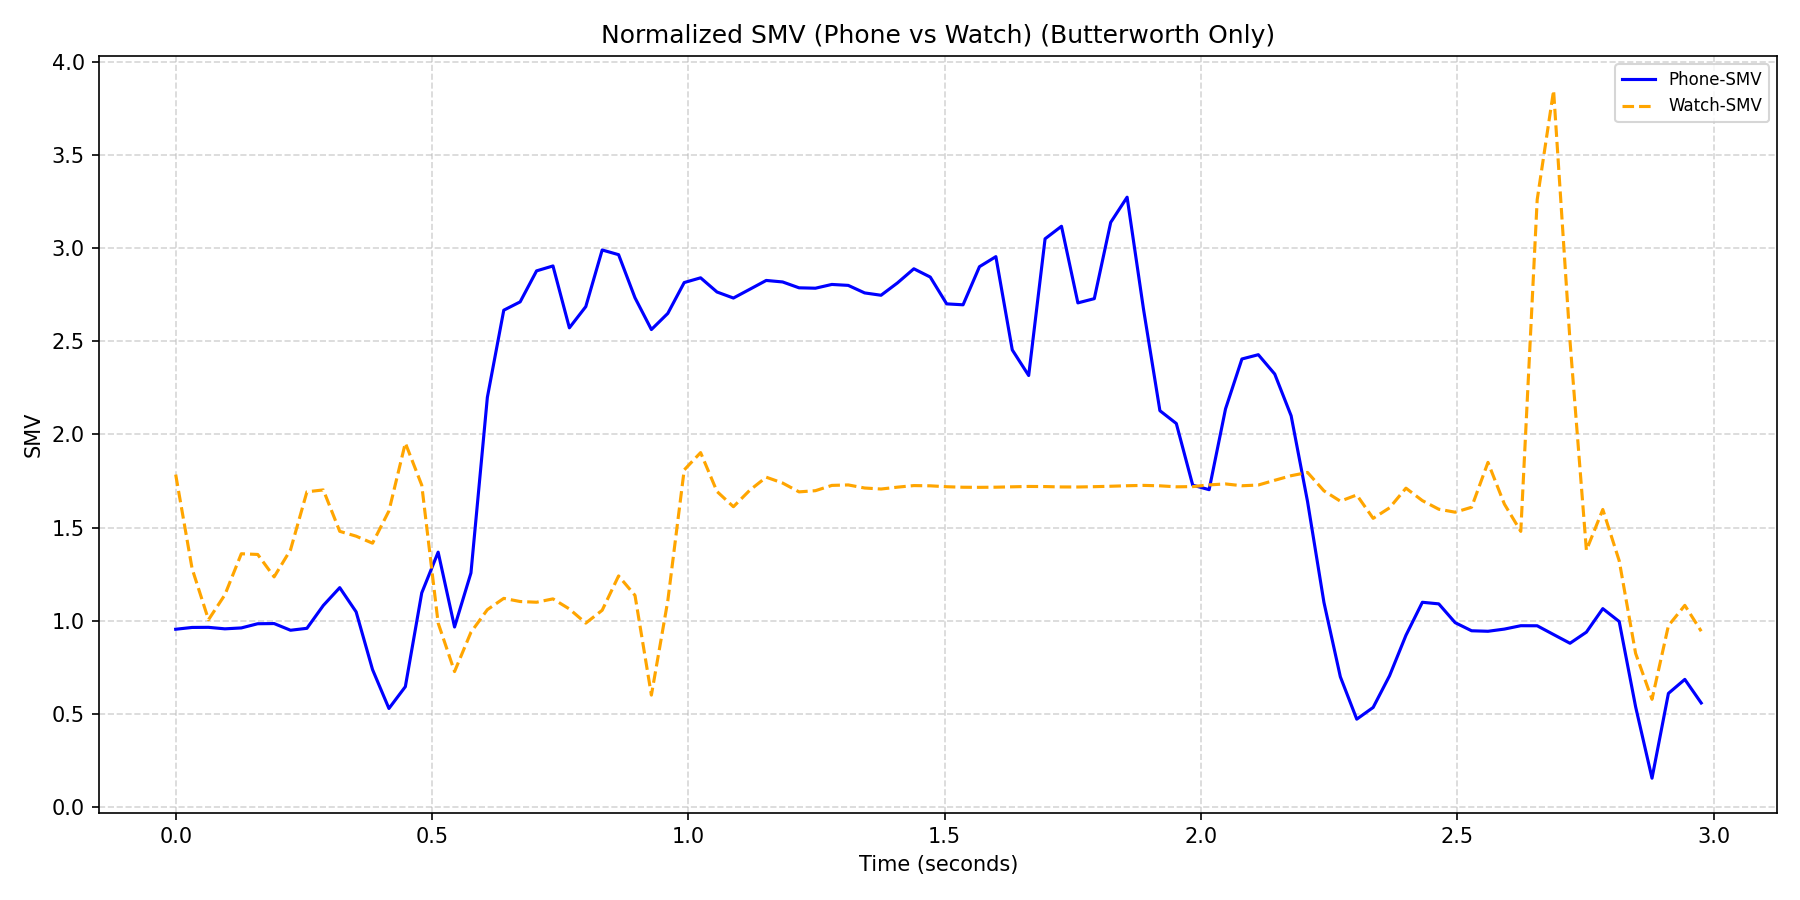 Normalized SMV (Phone vs Watch) (Butterworth Only)
Phone-SMV
Watch-SMV
4.0
3.5
3.0
2.5
2.0
1.5
1.0
0.5
0.0
SMV
0.0 0.5 1.0 1.5 2.0 2.5 3.0
Time (seconds)